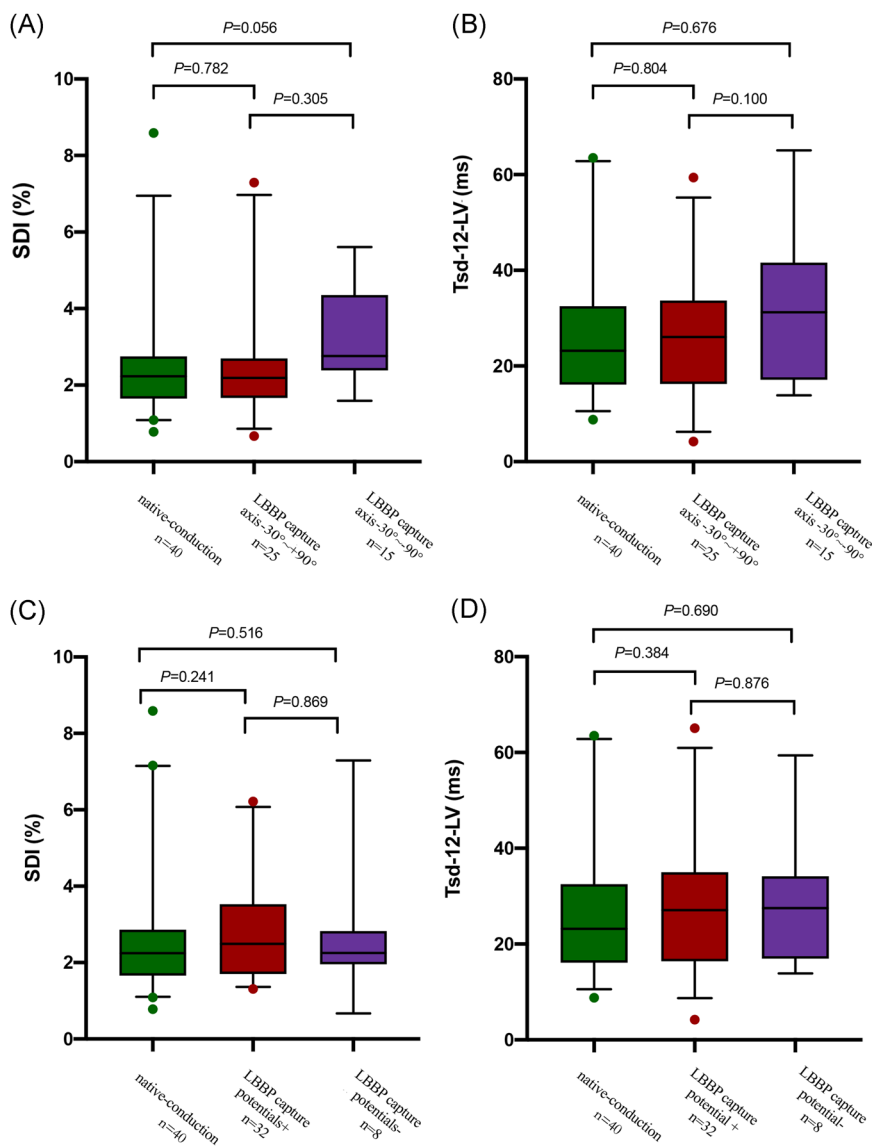 (A)
P=0.056
P=0.782
P=0.305
SDI (%)
10
8
6
4
2
0
native-conduction
n=40
LBBP capture
axis-30°~+90°
n=25
LBBP capture
axis-30°~-90°
n=15
(B)
P=0.676
P=0.804
P=0.100
Tsd-12-LV (ms)
80
60
40
20
0
native-conduction
n=40
LBBP capture
axis -30°~+90°
n=25
LBBP capture
axis-30°~-90°
n=15
(C)
P=0.516
P=0.241
P=0.869
SDI (%)
10
8
6
4
2
0
native-conduction
n=40
LBBP capture
potentials+
n=32
LBBP capture
potentials-
n=8
(D)
P=0.690
P=0.384
P=0.876
Tsd-12-LV (ms)
80
60
40
20
0
native-conduction
n=40
LBBP capture
potential +
n=32
LBBP capture
potential-
n=8